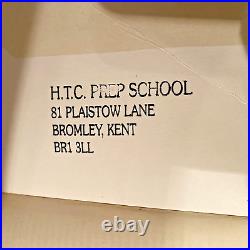 H.T.C. PREP SCHOOL
81 PLAISTOW LANE
BROMLEY, KENT
BR1 3LL